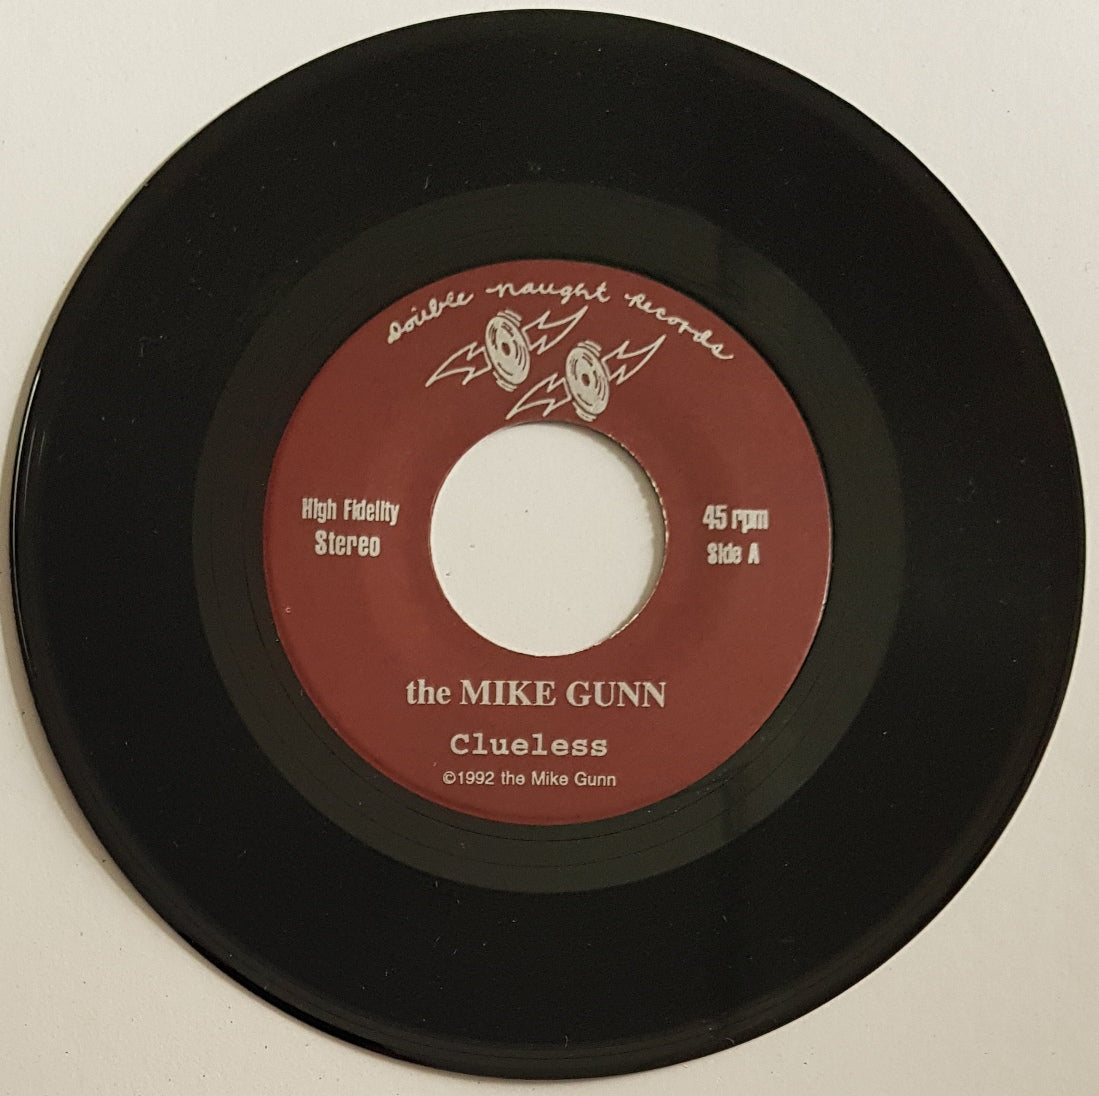 Double Naught Records
High Fidelity
Stereo
45 rpm
Side A
the MIKE GUNN
Clueless
©1992 the Mike Gunn